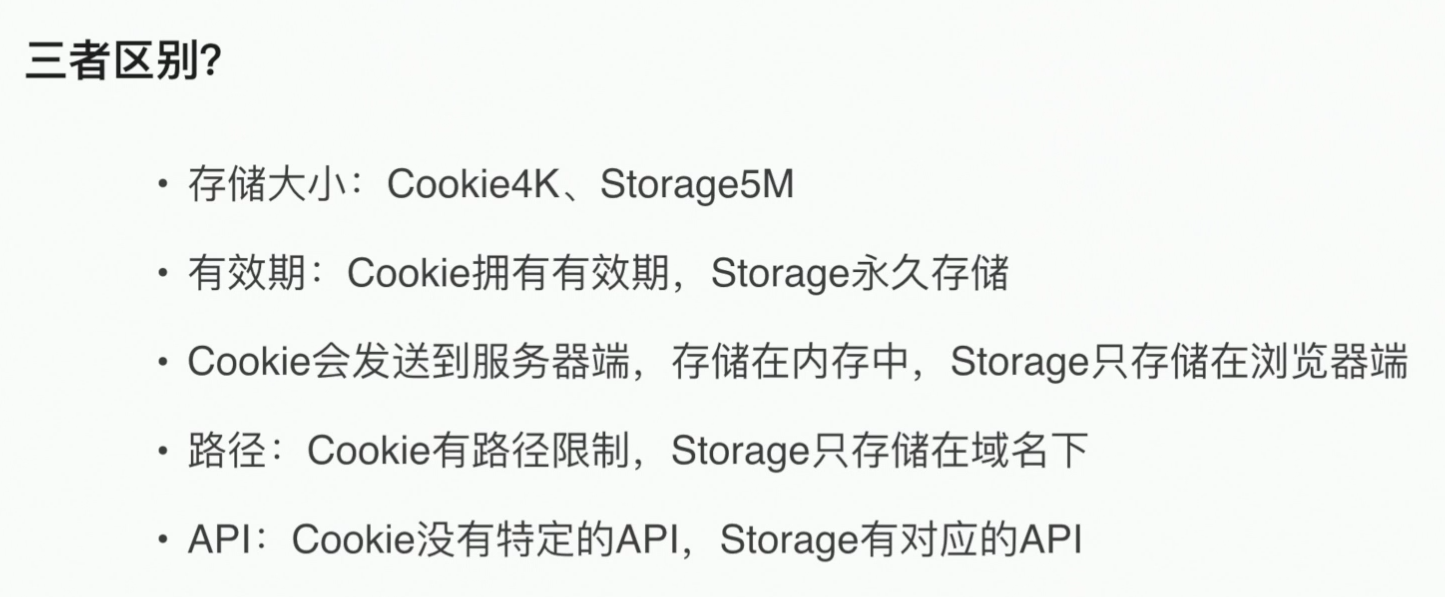 三者区别?
• 存储大小：Cookie4K、Storage5M
• 有效期：Cookie拥有有效期，Storage永久存储
• Cookie会发送到服务器端，存储在内存中，Storage只存储在浏览器端
• 路径：Cookie有路径限制，Storage只存储在域名下
• API：Cookie没有特定的API，Storage有对应的API